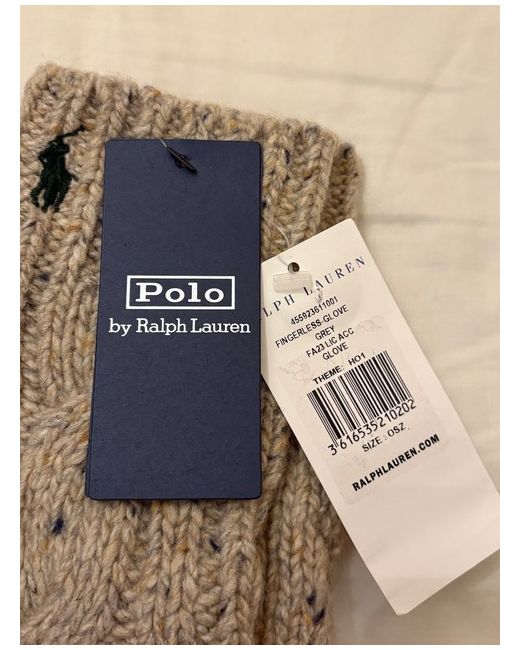 Polo
by Ralph Lauren
LPH LAUREN
455923611001
FINGERLESS-GLOVE
GREY
FA23 LIC ACC
GLOVE
THEME: HO1
3616535210202
SIZE: OSZ
RALPHLAUREN.COM